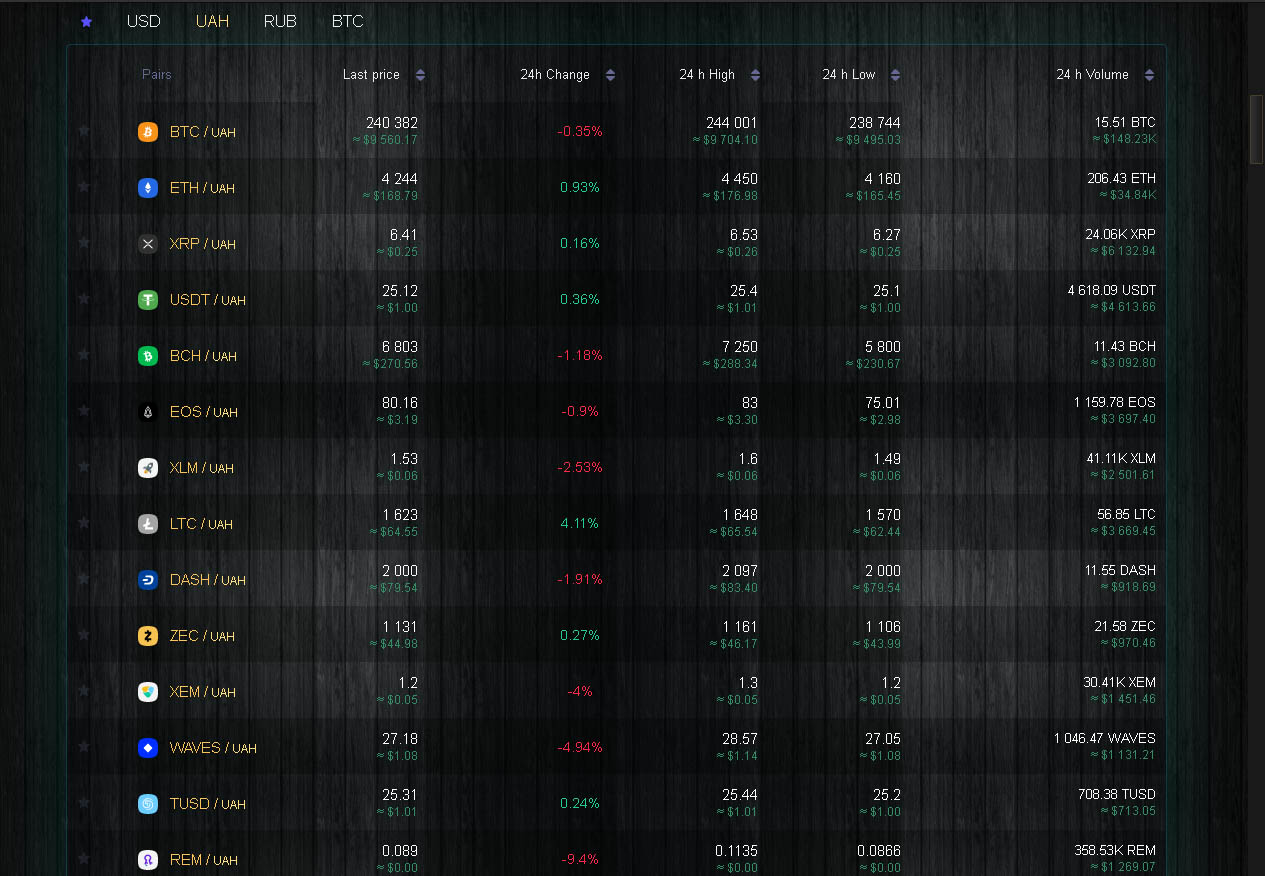 USD UAH RUB BTC
Pairs Last price 24h Change 24 h High 24 h Low 24 h Volume
BTC / UAH 240 382 -0.35% 244 001 238 744 15.51 BTC
≈ $9 560.17 ≈ $9 704.10 ≈ $9 495.03 ≈ $148.23K
ETH / UAH 4 244 0.93% 4 450 4 160 206.43 ETH
≈ $168.79 ≈ $176.98 ≈ $165.45 ≈ $34.84K
XRP / UAH 6.41 0.16% 6.53 6.27 24.06K XRP
≈ $0.25 ≈ $0.26 ≈ $0.25 ≈ $6 132.94
USDT / UAH 25.12 0.36% 25.4 25.1 4 618.09 USDT
≈ $1.00 ≈ $1.01 ≈ $1.00 ≈ $4 613.66
BCH / UAH 6 803 -1.18% 7 250 5 800 11.43 BCH
≈ $270.56 ≈ $288.34 ≈ $230.67 ≈ $3 092.80
EOS / UAH 80.16 -0.9% 83 75.01 1 159.78 EOS
≈ $3.19 ≈ $3.30 ≈ $2.98 ≈ $3 697.40
XLM / UAH 1.53 -2.53% 1.6 1.49 41.11K XLM
≈ $0.06 ≈ $0.06 ≈ $0.06 ≈ $2 501.61
LTC / UAH 1 623 4.11% 1 648 1 570 56.85 LTC
≈ $64.55 ≈ $65.54 ≈ $62.44 ≈ $3 669.45
DASH / UAH 2 000 -1.91% 2 097 2 000 11.55 DASH
≈ $79.54 ≈ $83.40 ≈ $79.54 ≈ $918.69
ZEC / UAH 1 131 0.27% 1 161 1 106 21.58 ZEC
≈ $44.98 ≈ $46.17 ≈ $43.99 ≈ $970.46
XEM / UAH 1.2 -4% 1.3 1.2 30.41K XEM
≈ $0.05 ≈ $0.05 ≈ $0.05 ≈ $1 451.46
WAVES / UAH 27.18 -4.94% 28.57 27.05 1 046.47 WAVES
≈ $1.08 ≈ $1.14 ≈ $1.08 ≈ $1 131.21
TUSD / UAH 25.31 0.24% 25.44 25.2 708.38 TUSD
≈ $1.01 ≈ $1.01 ≈ $1.00 ≈ $713.05
REM / UAH 0.089 -9.4% 0.1135 0.0866 358.53K REM
≈ $0.00 ≈ $0.00 ≈ $0.00 ≈ $1 269.07